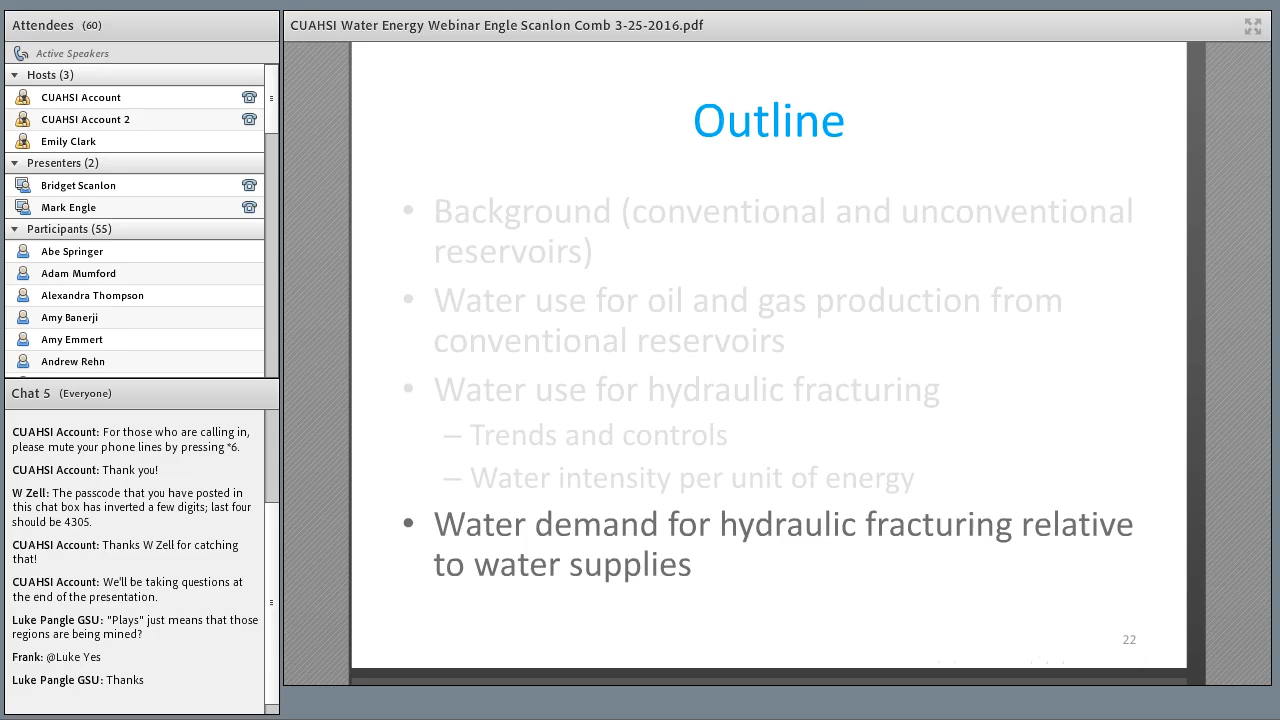 Attendees (60)
Active Speakers
Hosts (3)
CUAHSI Account
CUAHSI Account 2
Emily Clark
Presenters (2)
Bridget Scanlon
Mark Engle
Participants (55)
Abe Springer
Adam Mumford
Alexandra Thompson
Amy Banerji
Amy Emmert
Andrew Rehn
Chat 5 (Everyone)
CUAHSI Account: For those who are calling in,
please mute your phone lines by pressing *6.
CUAHSI Account: Thank you!
W Zell: The passcode that you have posted in
this chat box has inverted a few digits; last four
should be 4305.
CUAHSI Account: Thanks W Zell for catching
that!
CUAHSI Account: We'll be taking questions at
the end of the presentation.
Luke Pangle GSU: "Plays" just means that those
regions are being mined?
Frank: @Luke Yes
Luke Pangle GSU: Thanks
CUAHSI Water Energy Webinar Engle Scanlon Comb 3-25-2016.pdf
Outline
• Background (conventional and unconventional
reservoirs)
• Water use for oil and gas production from
conventional reservoirs
• Water use for hydraulic fracturing
– Trends and controls
– Water intensity per unit of energy
• Water demand for hydraulic fracturing relative
to water supplies
22